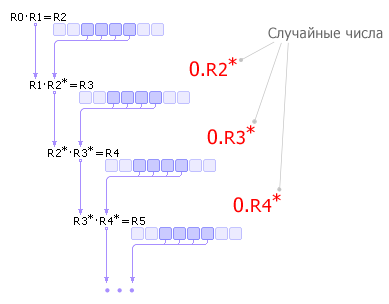 R0·R1=R2
Случайные числа
0.R2*
R1·R2*=R3
0.R3*
R2*·R3*=R4
0.R4*
R3*·R4*=R5